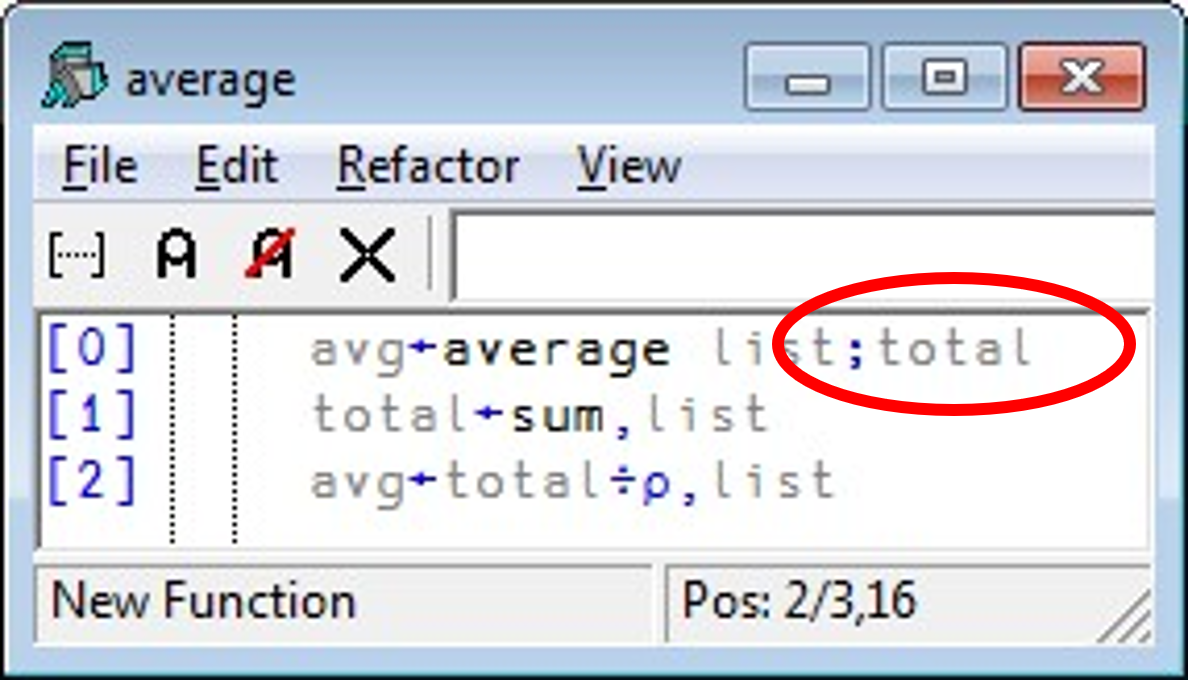 average
File Edit Refactor View
[0] avg←average list;total
[1] total←sum,list
[2] avg←total÷⍴,list
New Function Pos: 2/3,16